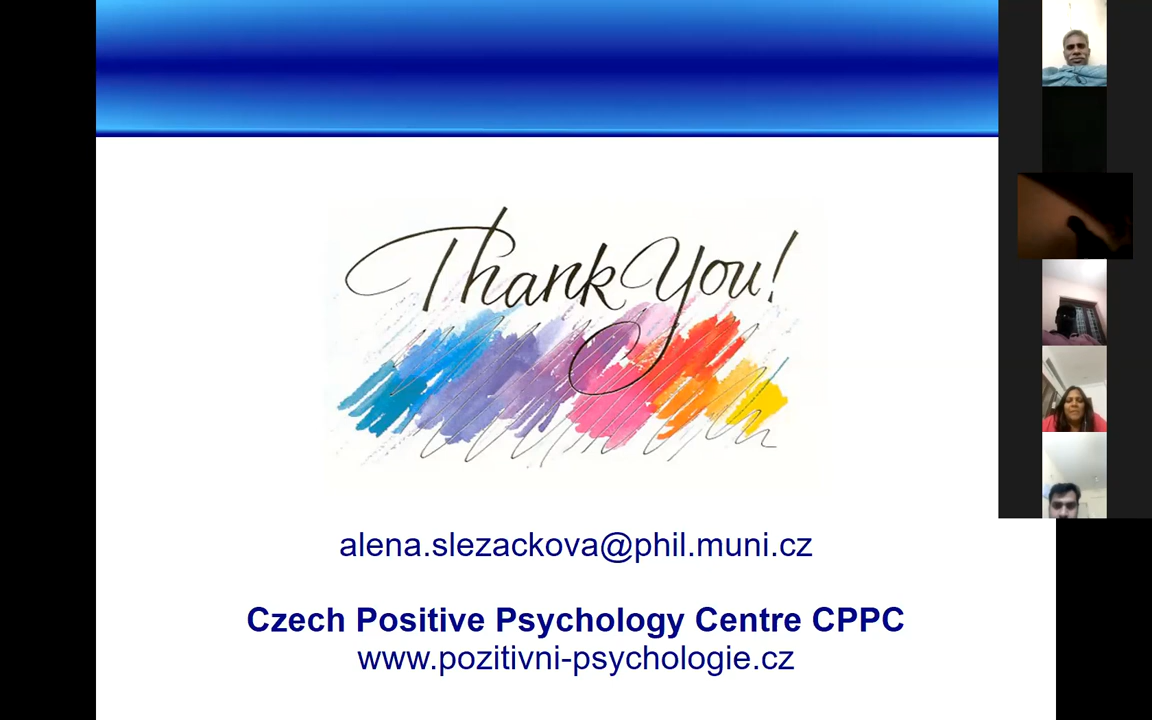 Thank You!
alena.slezackova@phil.muni.cz
Czech Positive Psychology Centre CPPC
www.pozitivni-psychologie.cz